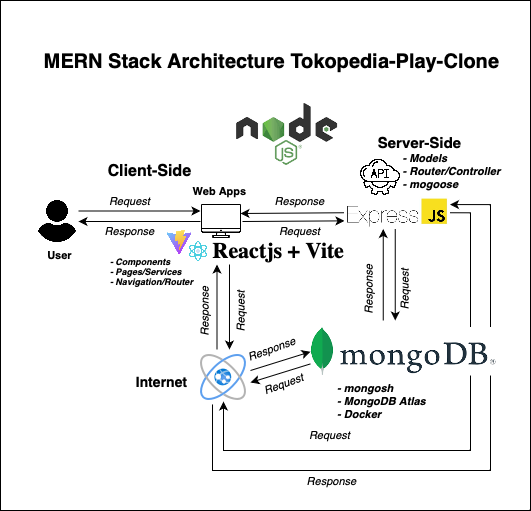 MERN Stack Architecture Tokopedia-Play-Clone
node
JS
Server-Side
- Models
- Router/Controller
- mogoose
API
Client-Side
Web Apps
Request
Response
Response
Request
Express
JS
User
Reactjs + Vite
- Components
- Pages/Services
- Navigation/Router
Response
Request
Response
Request
Internet
Response
Request
mongoDB®
- mongosh
- MongoDB Atlas
- Docker
Request
Response